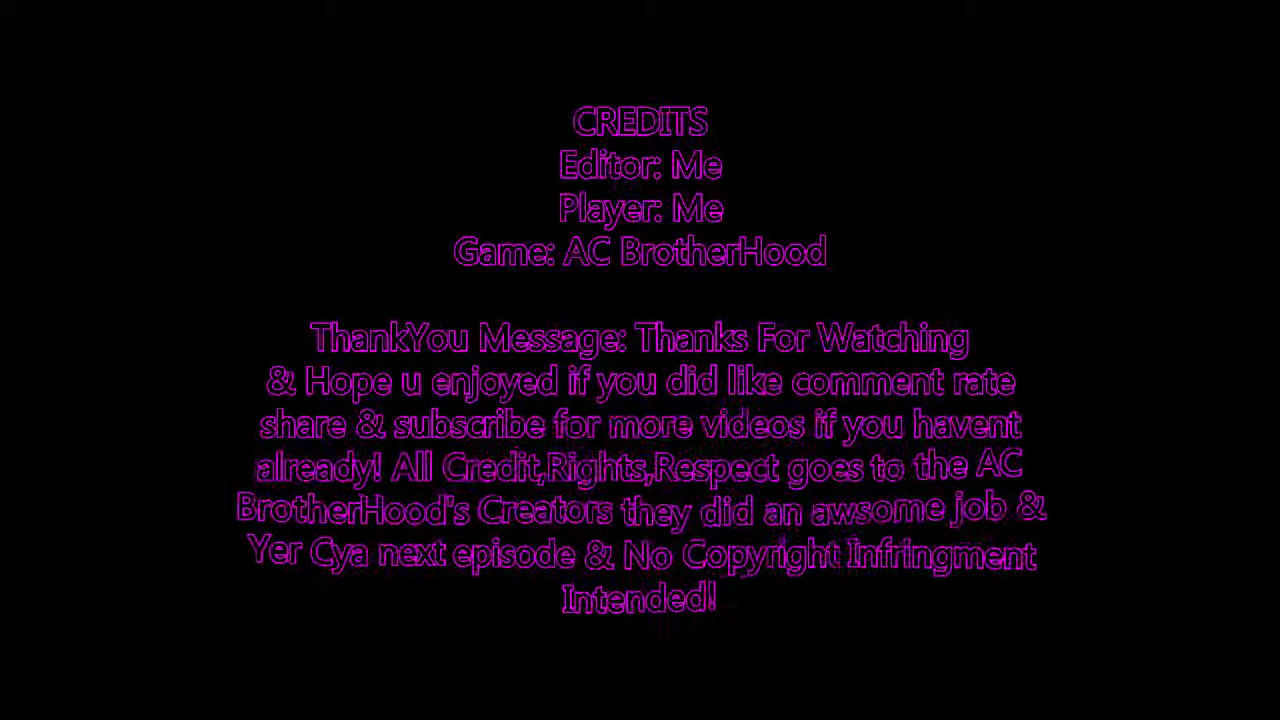 CREDITS
Editor: Me
Player: Me
Game: AC BrotherHood
ThankYou Message: Thanks For Watching
& Hope u enjoyed if you did like comment rate
share & subscribe for more videos if you havent
already! All Credit,Rights,Respect goes to the AC
BrotherHood's Creators they did an awsome job &
Yer Cya next episode & No Copyright Infringment
Intended!